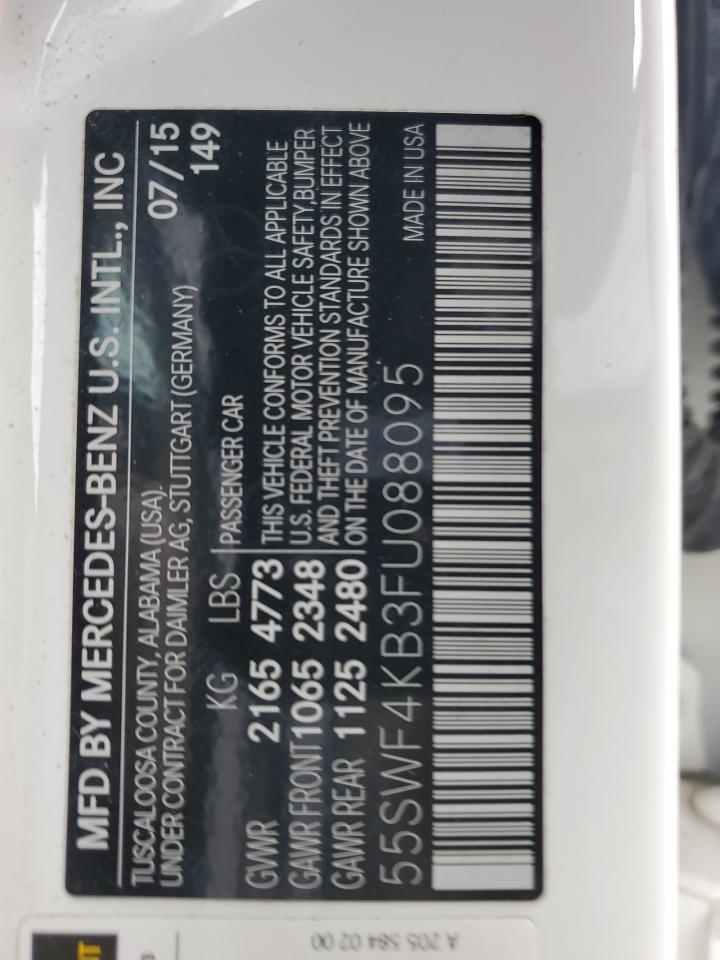 MFD BY MERCEDES-BENZ U.S. INTL., INC
TUSCALOOSA COUNTY, ALABAMA (USA). 07/15
UNDER CONTRACT FOR DAIMLER AG, STUTTGART (GERMANY) 149
KG LBS PASSENGER CAR
GVWR 2165 4773 THIS VEHICLE CONFORMS TO ALL APPLICABLE
GAWR FRONT 1065 2348 U.S. FEDERAL MOTOR VEHICLE SAFETY,BUMPER
AND THEFT PREVENTION STANDARDS IN EFFECT
GAWR REAR 1125 2480 ON THE DATE OF MANUFACTURE SHOWN ABOVE
55SWF4KB3FU088095 MADE IN USA
A 205 584 02 00